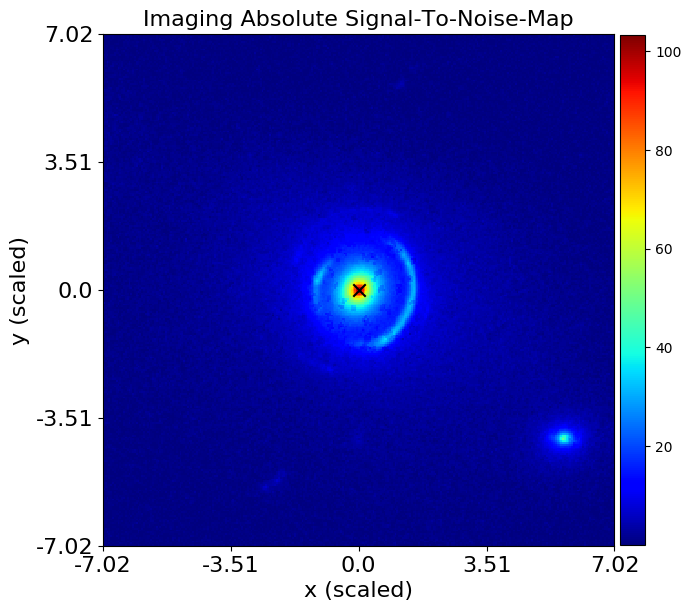 Imaging Absolute Signal-To-Noise-Map
7.02
3.51
0.0
-3.51
-7.02
y (scaled)
-7.02 -3.51 0.0 3.51 7.02
x (scaled)
100
80
60
40
20